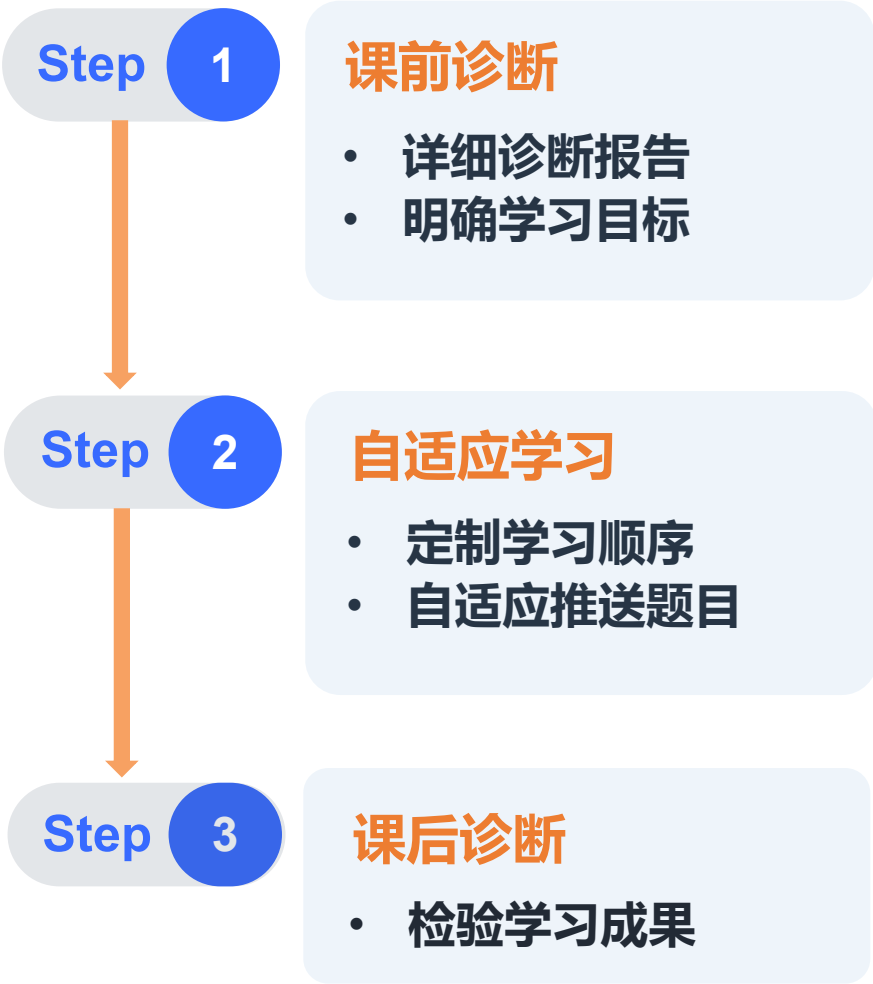 Step 1
课前诊断
• 详细诊断报告
• 明确学习目标
Step 2
自适应学习
• 定制学习顺序
• 自适应推送题目
Step 3
课后诊断
• 检验学习成果